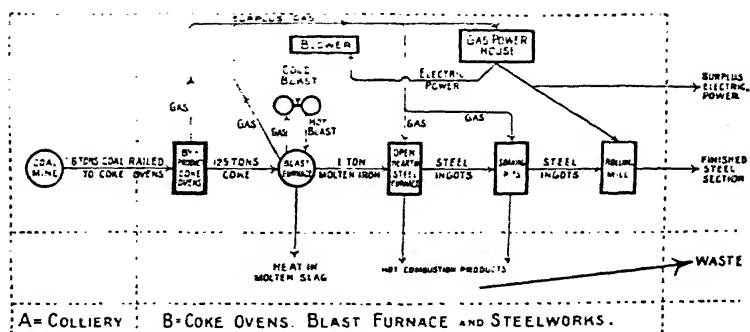 SURPLUS GAS
BLOWER
GAS POWER
HOUSE
COLD
BLAST
ELECTRIC
POWER
SURPLUS
ELECTRIC
POWER.
GAS
GAS
GAS
HOT
BLAST
GAS
GAS
COAL
MINE
TONS COAL RAILED
TO COKE OVENS
BY-
PRODUCT
COKE
OVENS
TONS
COKE
BLAST
FURNACE
1 TON
MOLTEN IRON
OPEN
HEARTH
STEEL
FURNACE
STEEL
INGOTS
SOAKING
PITS
STEEL
INGOTS
ROLLING
MILL
FINISHED
STEEL
SECTION
HEAT IN
MOLTEN SLAG
HOT COMBUSTION PRODUCTS
WASTE
A = COLLIERY
B = COKE OVENS. BLAST FURNACE AND STEELWORKS.